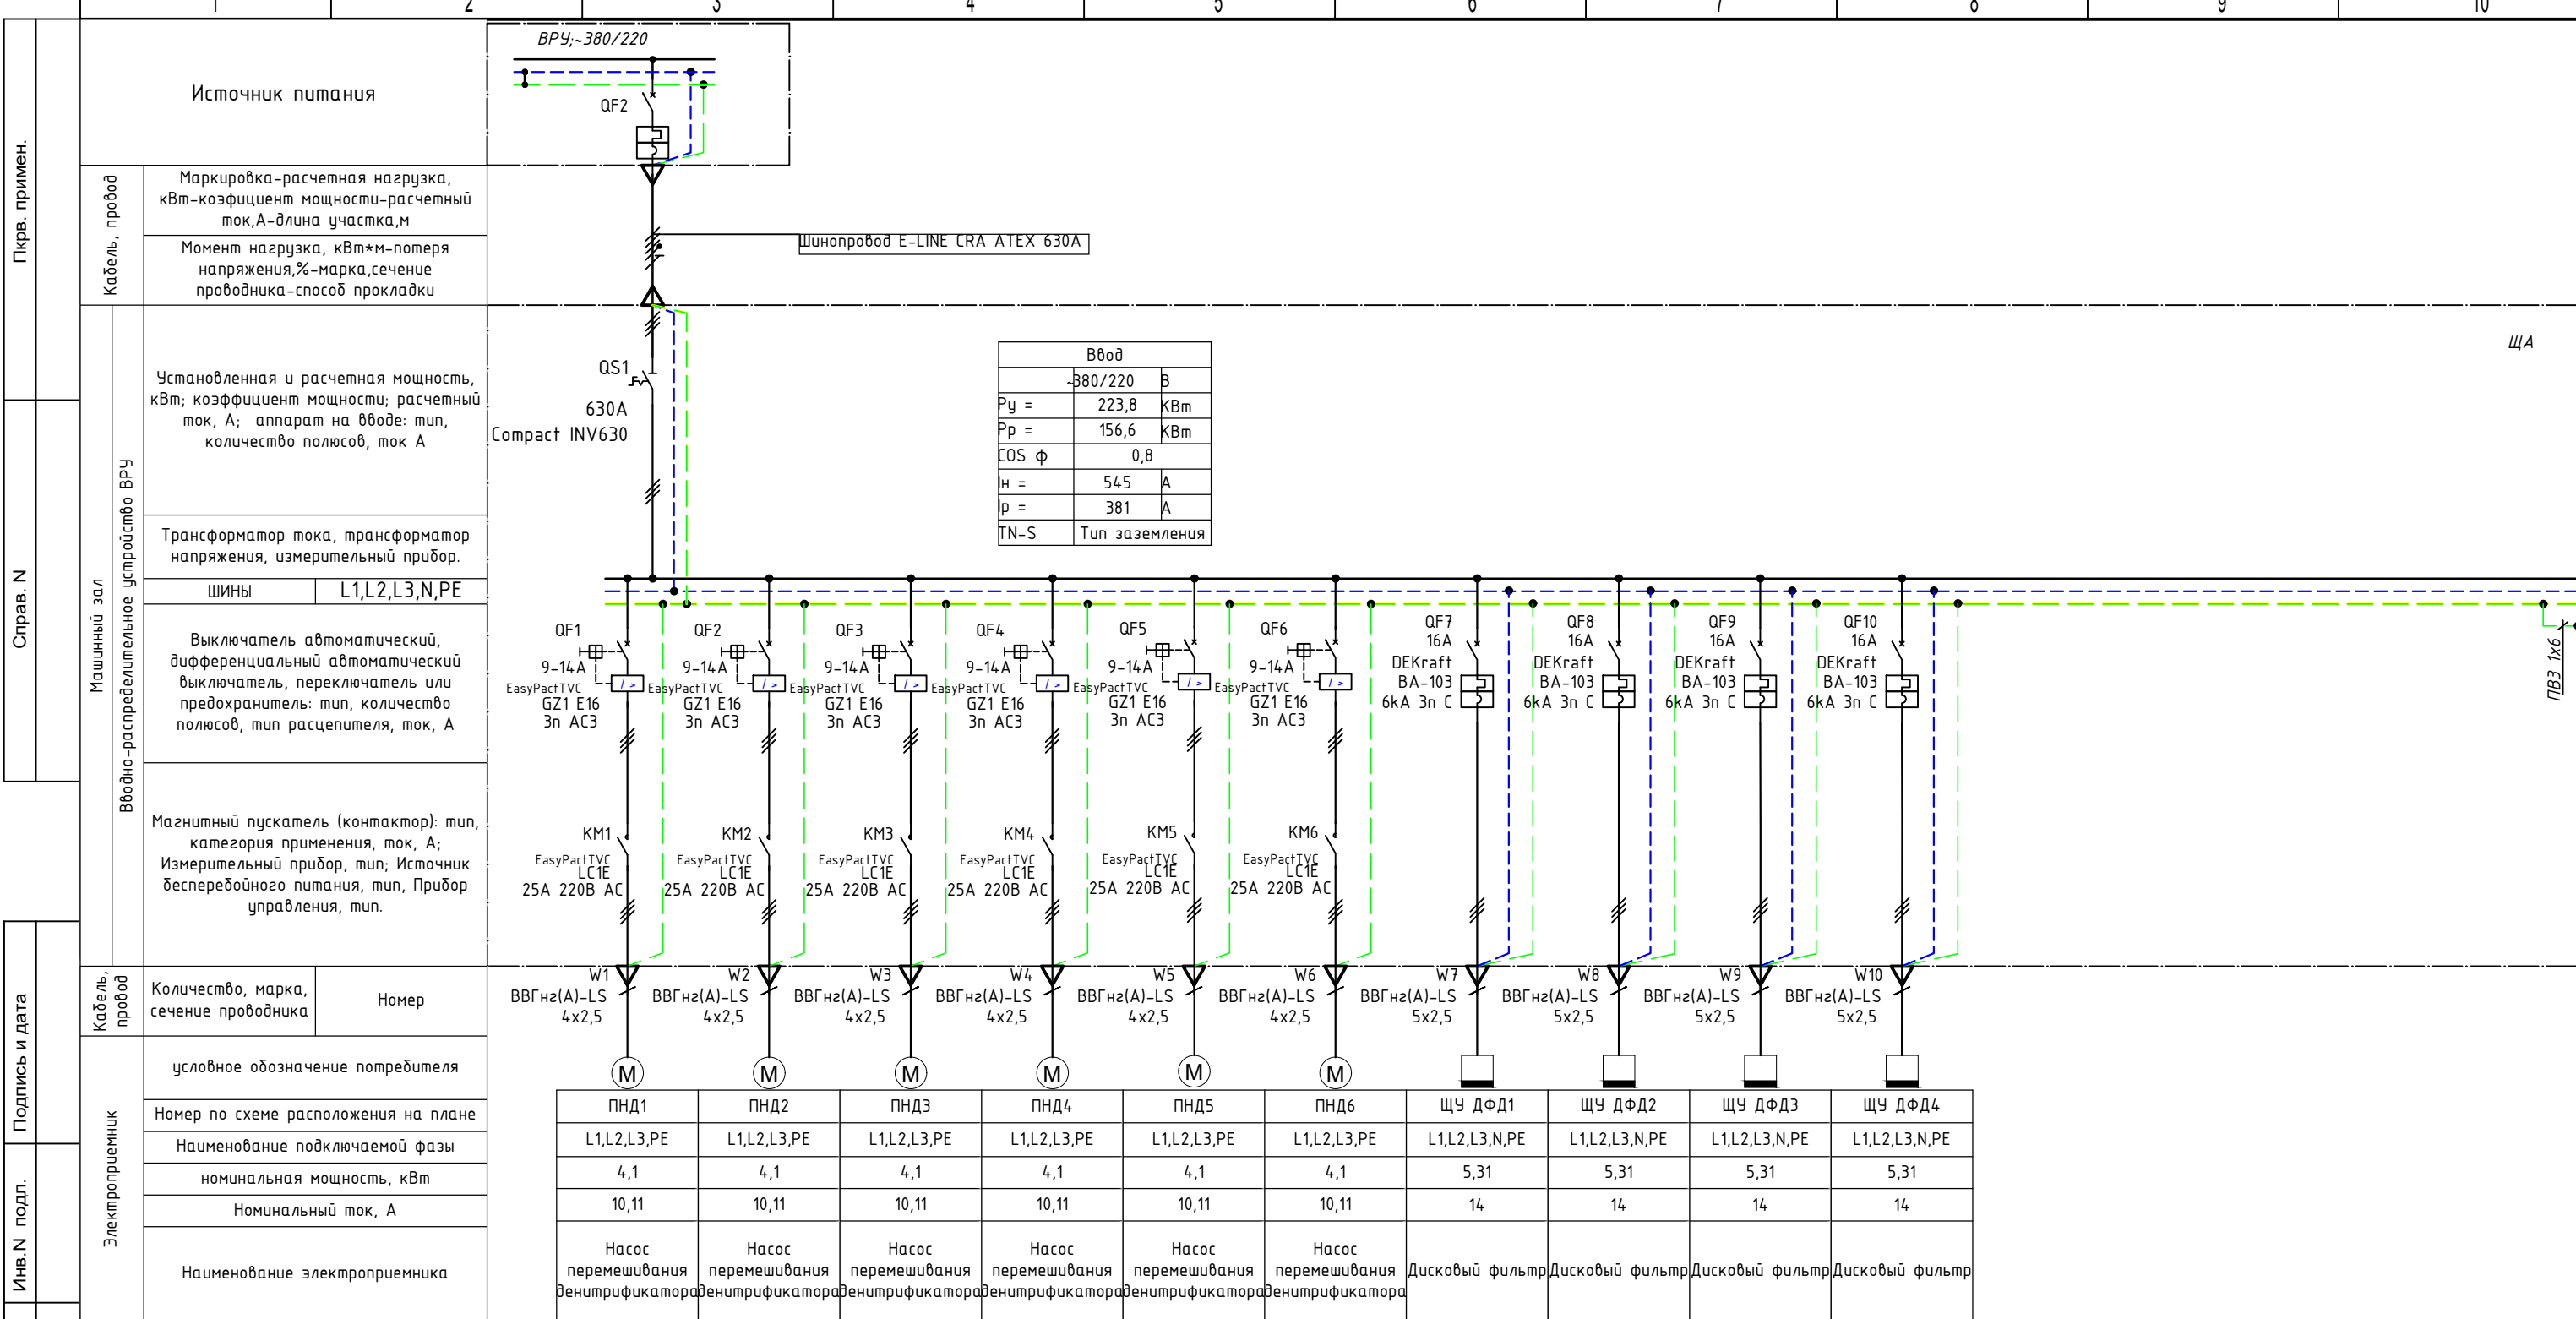 1 2 3 4 5 6 7 8 9 10
Пкрв. примен.
Справ. N
Подпись и дата
Инв.N подл.
Источник питания
ВРУ;~380/220
QF2
Кабель, провод
Маркировка-расчетная нагрузка,
кВт-коэфициент мощности-расчетный
ток,А-длина участка,м
Момент нагрузка, кВт*м-потеря
напряжения,%-марка,сечение
проводника-способ прокладки
Шинопровод E-LINE CRA ATEX 630A
Машинный зал
Вводно-распределительное устройство ВРУ
Установленная и расчетная мощность,
кВт; коэффициент мощности; расчетный
ток, А; аппарат на вводе: тип,
количество полюсов, ток А
QS1
630А
Compact INV630
Ввод
~380/220 В
Ру = 223,8 КВт
Рр = 156,6 КВт
COS ф 0,8
Iн = 545 А
Iр = 381 А
TN-S Тип заземления
ЩА
Трансформатор тока, трансформатор
напряжения, измерительный прибор.
ШИНЫ L1,L2,L3,N,PE
Выключатель автоматический,
дифференциальный автоматический
выключатель, переключатель или
предохранитель: тип, количество
полюсов, тип расцепителя, ток, А
QF1 QF2 QF3 QF4 QF5 QF6 QF7 QF8 QF9 QF10
9-14А 9-14А 9-14А 9-14А 9-14А 9-14А 16А 16А 16А 16А
I > I > I > I > I > I >
EasyPactTVC EasyPactTVC EasyPactTVC EasyPactTVC EasyPactTVC EasyPactTVC DEKraft DEKraft DEKraft DEKraft
GZ1 E16 GZ1 E16 GZ1 E16 GZ1 E16 GZ1 E16 GZ1 E16 ВА-103 ВА-103 ВА-103 ВА-103
3п АС3 3п АС3 3п АС3 3п АС3 3п АС3 3п АС3 6kA 3п С 6kA 3п С 6kA 3п С 6kA 3п С
ПВ3 1х6
Магнитный пускатель (контактор): тип,
категория применения, ток, А;
Измерительный прибор, тип; Источник
бесперебойного питания, тип, Прибор
управления, тип.
КМ1 КМ2 КМ3 КМ4 КМ5 КМ6
EasyPactTVC EasyPactTVC EasyPactTVC EasyPactTVC EasyPactTVC EasyPactTVC
LC1E LC1E LC1E LC1E LC1E LC1E
25А 220В АС 25А 220В АС 25А 220В АС 25А 220В АС 25А 220В АС 25А 220В АС
Кабель,
провод
Количество, марка,
сечение проводника
Номер
W1 W2 W3 W4 W5 W6 W7 W8 W9 W10
ВВГнг(А)-LS ВВГнг(А)-LS ВВГнг(А)-LS ВВГнг(А)-LS ВВГнг(А)-LS ВВГнг(А)-LS ВВГнг(А)-LS ВВГнг(А)-LS ВВГнг(А)-LS ВВГнг(А)-LS
4х2,5 4х2,5 4х2,5 4х2,5 4х2,5 4х2,5 5х2,5 5х2,5 5х2,5 5х2,5
Электроприемник
условное обозначение потребителя
M M M M M M
Номер по схеме расположения на плане
ПНД1 ПНД2 ПНД3 ПНД4 ПНД5 ПНД6 ЩУ ДФД1 ЩУ ДФД2 ЩУ ДФД3 ЩУ ДФД4
Наименование подключаемой фазы
L1,L2,L3,PE L1,L2,L3,PE L1,L2,L3,PE L1,L2,L3,PE L1,L2,L3,PE L1,L2,L3,PE L1,L2,L3,N,PE L1,L2,L3,N,PE L1,L2,L3,N,PE L1,L2,L3,N,PE
номинальная мощность, кВт
4,1 4,1 4,1 4,1 4,1 4,1 5,31 5,31 5,31 5,31
Номинальный ток, А
10,11 10,11 10,11 10,11 10,11 10,11 14 14 14 14
Наименование электроприемника
Насос Насос Насос Насос Насос Насос
перемешивания перемешивания перемешивания перемешивания перемешивания перемешивания Дисковый фильтр Дисковый фильтр Дисковый фильтр Дисковый фильтр
денитрификатора денитрификатора денитрификатора денитрификатора денитрификатора денитрификатора